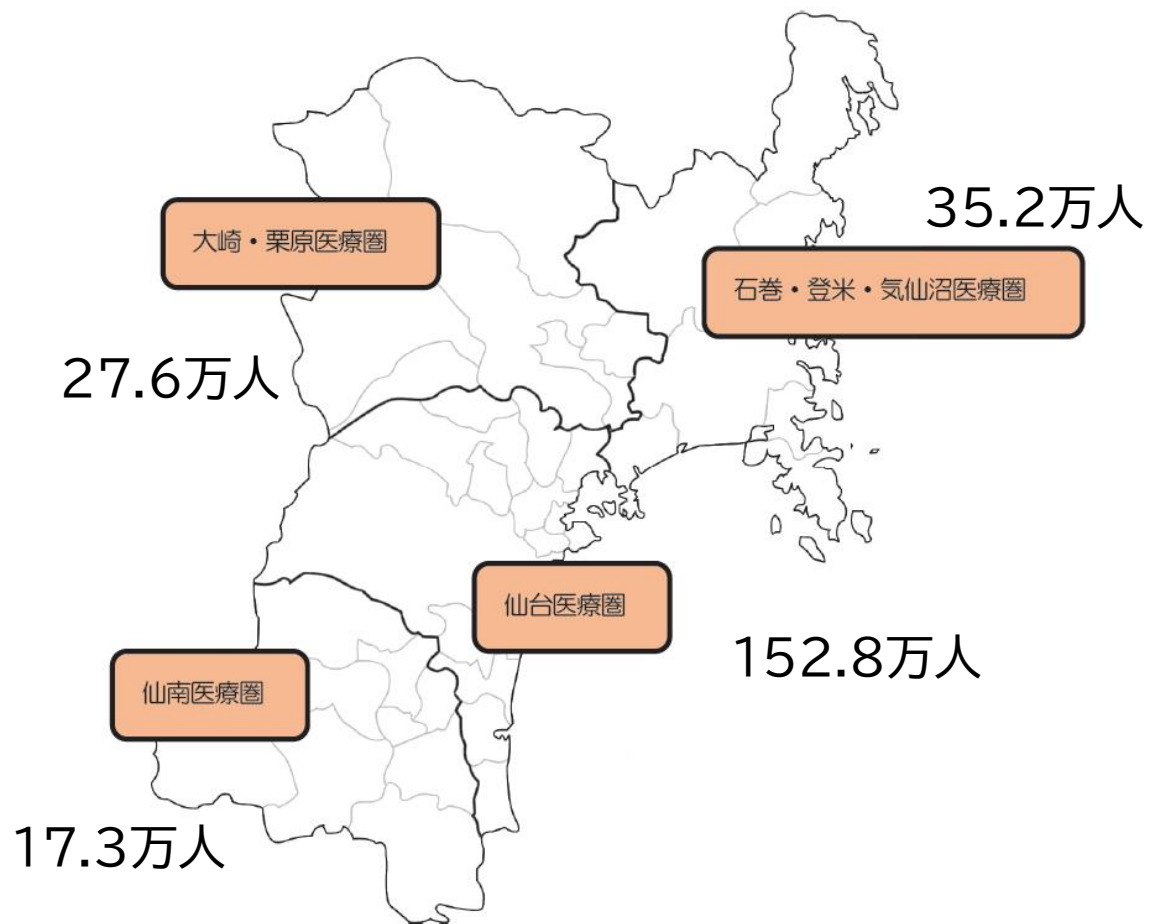 35.2万人
大崎・栗原医療圏
石巻・登米・気仙沼医療圏
27.6万人
仙台医療圏
152.8万人
仙南医療圏
17.3万人